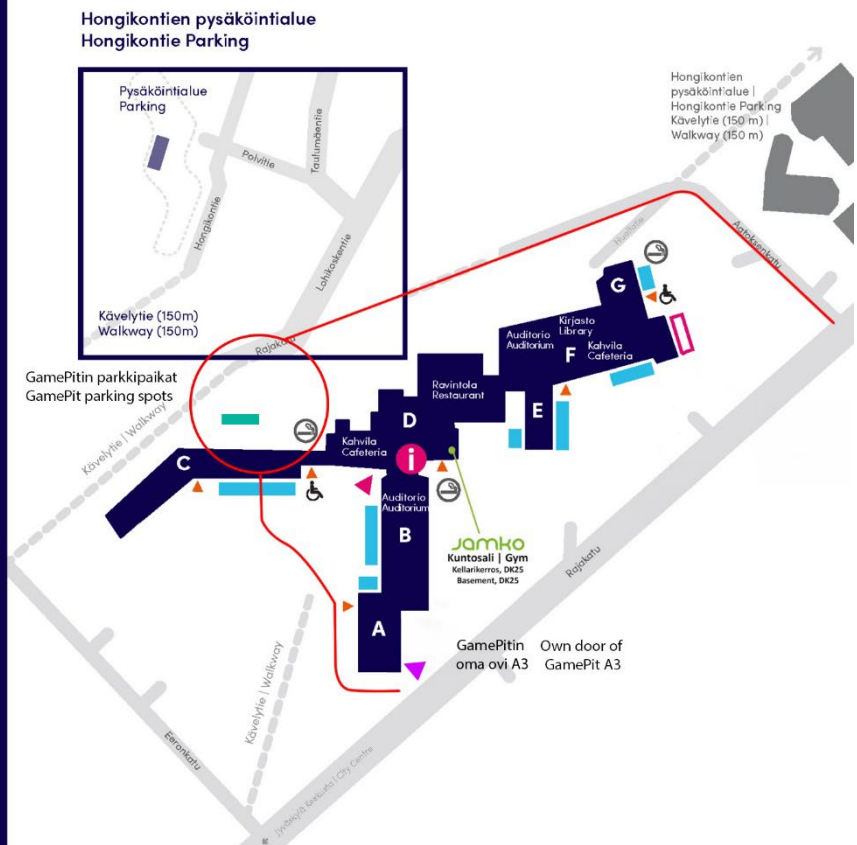 Hongikontien pysäköintialue
Hongikontie Parking
Pysäköintialue
Parking
Polvitie
Tautumäentie
Hongikontie
Lohikoskentie
Kävelytie (150m)
Walkway (150m)
Hongikontien
pysäköintialue |
Hongikontie Parking
Kävelytie (150 m) |
Walkway (150 m)
Huoltotie
Aatoksenkatu
Rajakatu
GamePitin parkkipaikat
GamePit parking spots
Kävelytie | Walkway
G
Kirjasto
Library
Auditorio
Auditorium
F
Kahvila
Cafeteria
Ravintola
Restaurant
E
D
Kahvila
Cafeteria
i
C
Auditorio
Auditorium
B
JAMKO
Kuntosali | Gym
Kellarikerros, DK25
Basement, DK25
Rajakatu
A
GamePitin
oma ovi A3
Own door of
GamePit A3
Kävelytie | Walkway
Eeronkatu
Jyväskylä keskusta | City Centre